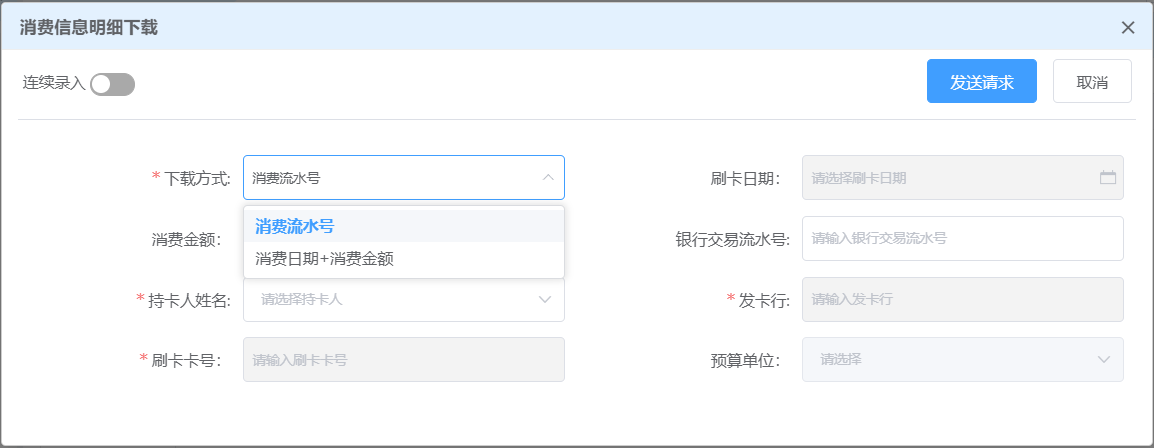 消费信息明细下载
连续录入
发送请求
取消
* 下载方式:
消费流水号
刷卡日期：
请选择刷卡日期
消费流水号
消费日期+消费金额
消费金额：
银行交易流水号:
请输入银行交易流水号
* 持卡人姓名:
请选择持卡人
* 发卡行:
请输入发卡行
* 刷卡卡号：
请输入刷卡卡号
预算单位：
请选择